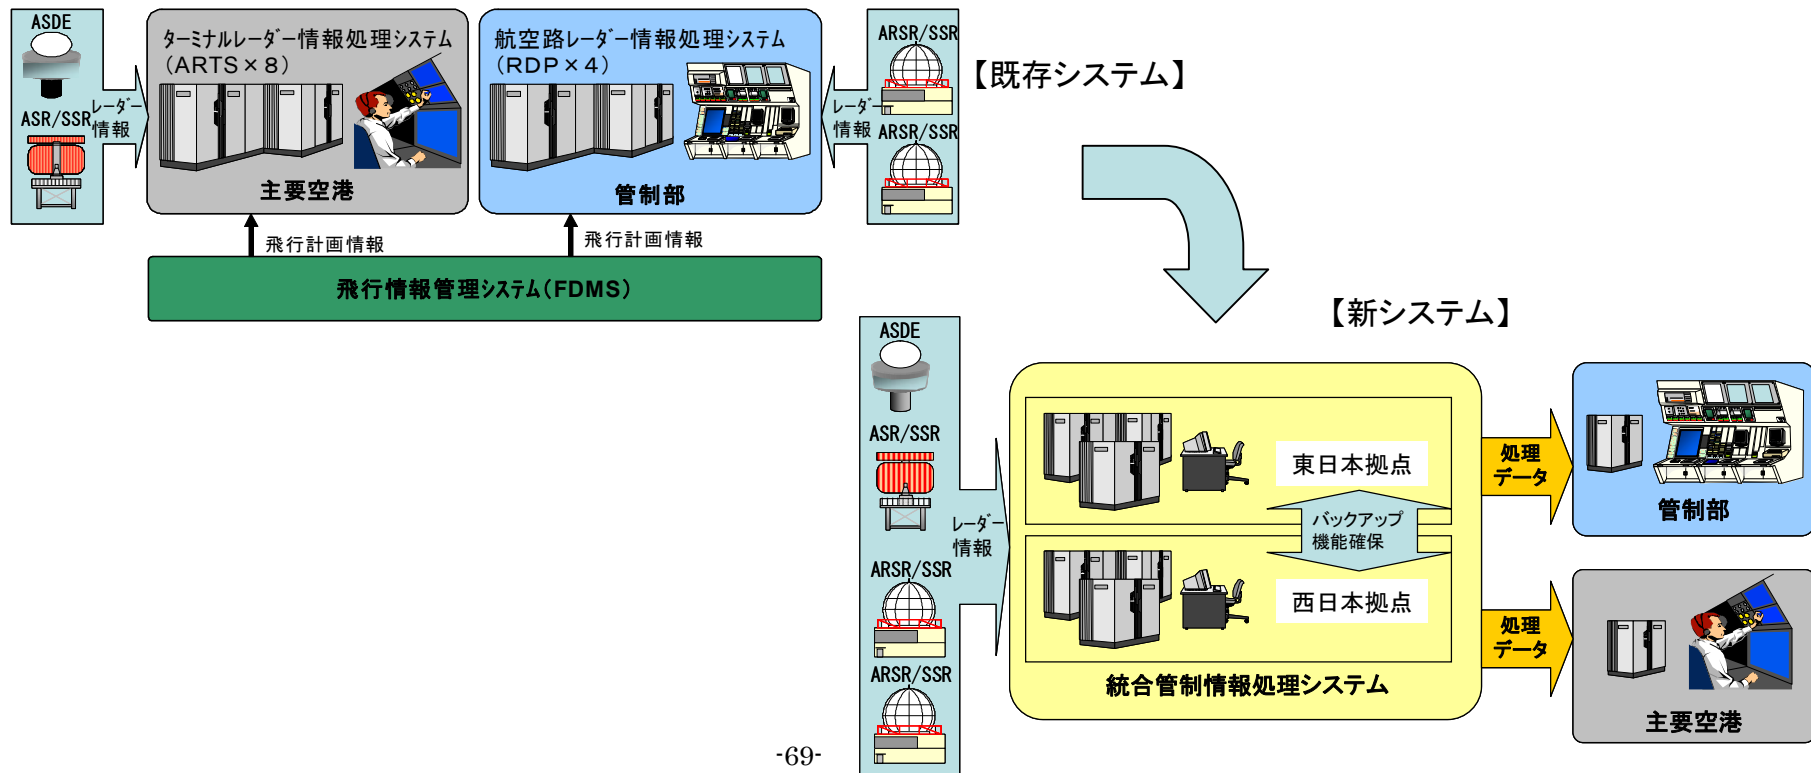 ASDE
ASR/SSR
レーダー
情報
ターミナルレーダー情報処理システム
(ARTS×8)
主要空港
航空路レーダー情報処理システム
(RDP×4)
管制部
ARSR/SSR
ARSR/SSR
レーダー
情報
【既存システム】
飛行計画情報
飛行計画情報
飛行情報管理システム(FDMS)
【新システム】
ASDE
ASR/SSR
ARSR/SSR
ARSR/SSR
レーダー
情報
東日本拠点
バックアップ
機能確保
西日本拠点
統合管制情報処理システム
処理
データ
管制部
処理
データ
主要空港
-69-